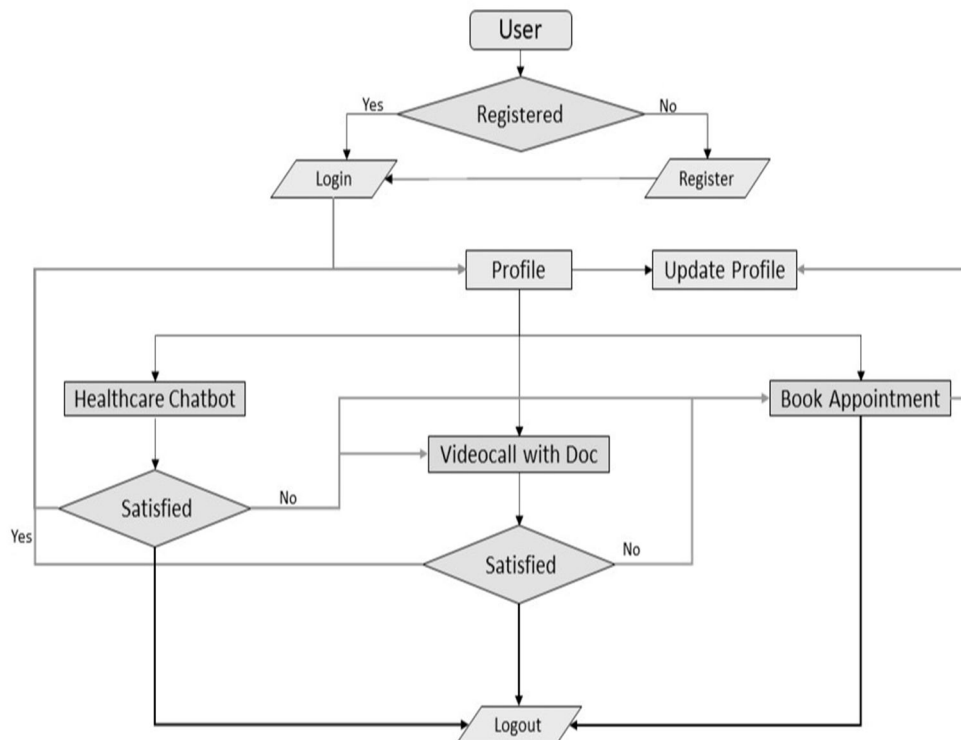 User
Yes
Registered
No
Login
Register
Profile
Update Profile
Healthcare Chatbot
Book Appointment
Videocall with Doc
Satisfied
No
Yes
Satisfied
No
Logout